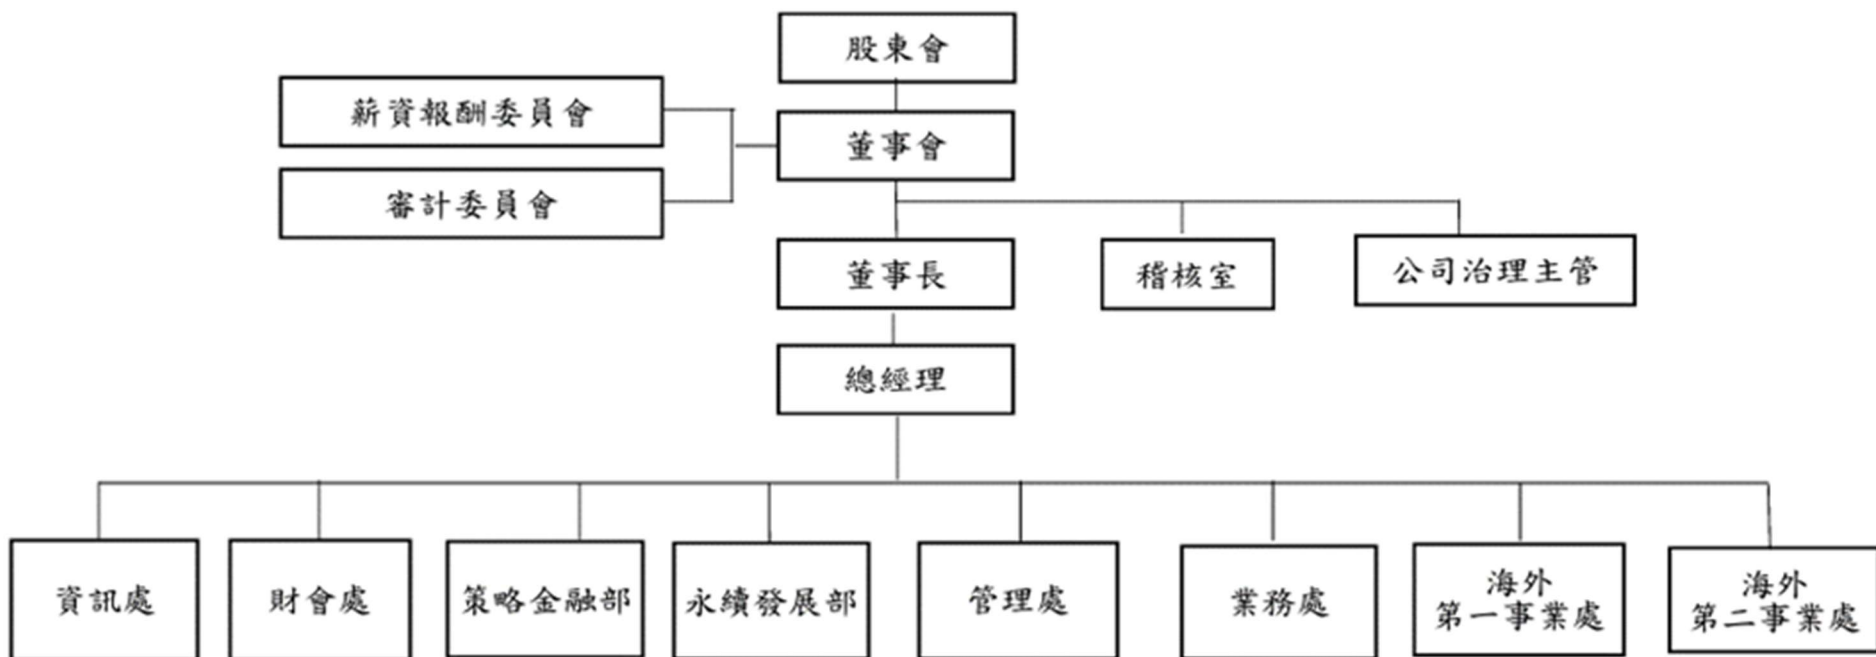 股東會
薪資報酬委員會
董事會
審計委員會
董事長
稽核室
公司治理主管
總經理
資訊處
財會處
策略金融部
永續發展部
管理處
業務處
海外
第一事業處
海外
第二事業處